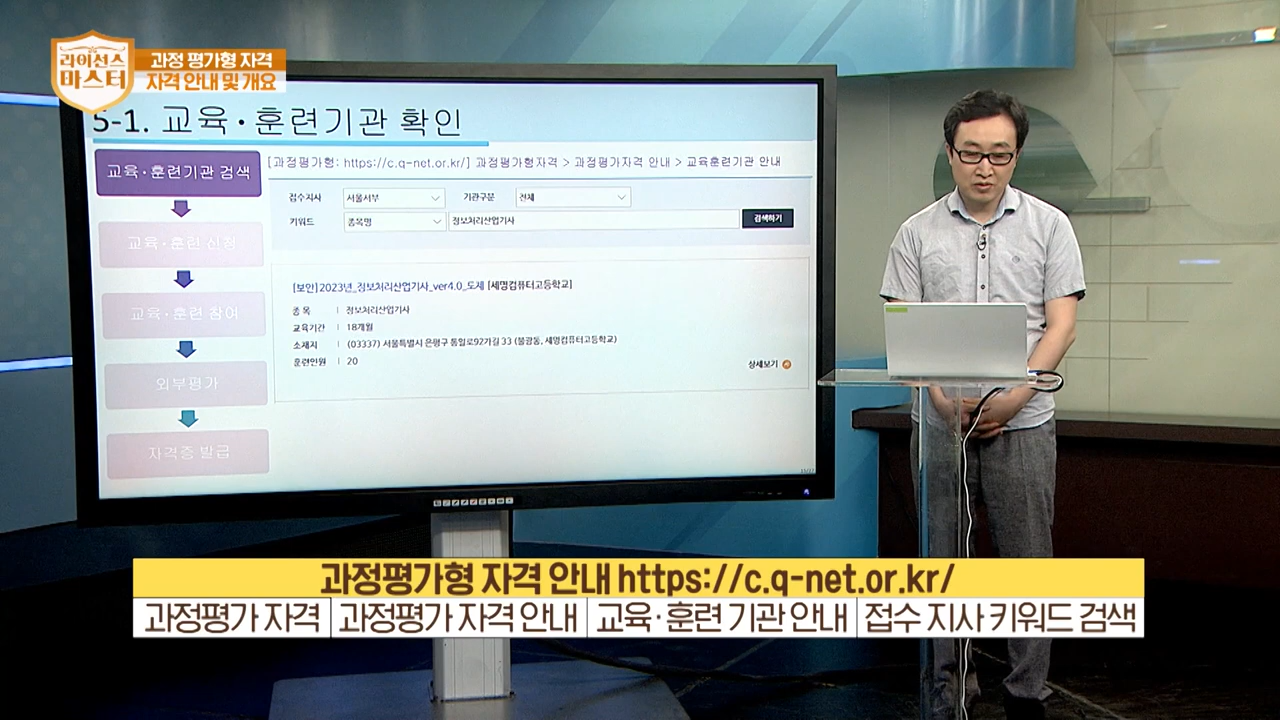 라이선스
마스터
과정 평가형 자격
자격 안내 및 개요
5-1. 교육·훈련기관 확인
교육·훈련기관 검색
교육·훈련 신청
교육·훈련 참여
외부평가
자격증 발급
[과정평가형: https://c.q-net.or.kr/] 과정평가형자격 > 과정평가자격 안내 > 교육훈련기관 안내
접수지사 서울서부 기관구분 전체
키워드 종목명 정보처리산업기사 검색하기
[보인]2023년_정보처리산업기사_ver4.0_도제 [세명컴퓨터고등학교]
종 목 | 정보처리산업기사
교육기간 | 18개월
소재지 | (03337) 서울특별시 은평구 통일로92가길 33 (불광동, 세명컴퓨터고등학교)
훈련인원 | 20
상세보기
과정평가형 자격 안내 https://c.q-net.or.kr/
과정평가 자격 과정평가 자격 안내 교육·훈련 기관 안내 접수 지사 키워드 검색